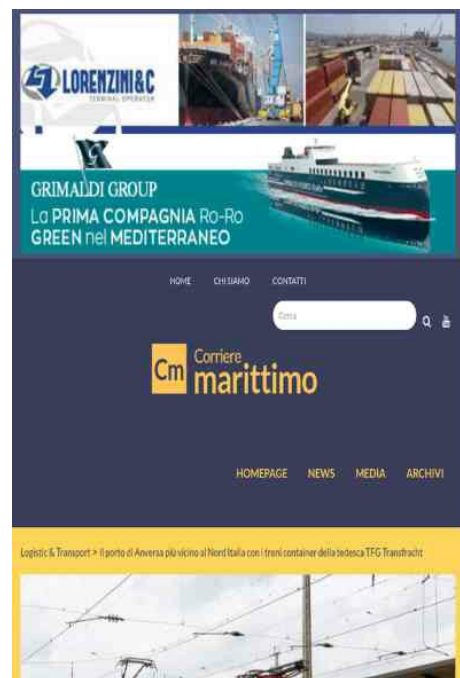 LORENZINI&C
TERMINAL OPERATOR
GRIMALDI GROUP
La PRIMA COMPAGNIA Ro-Ro
GREEN nel MEDITERRANEO
HOME CHI SIAMO CONTATTI
Cerca
Cm Corriere
marittimo
HOMEPAGE NEWS MEDIA ARCHIVI
Logistic & Transport > Il porto di Anversa più vicino al Nord Italia con i treni container della tedesca TFG Transfracht